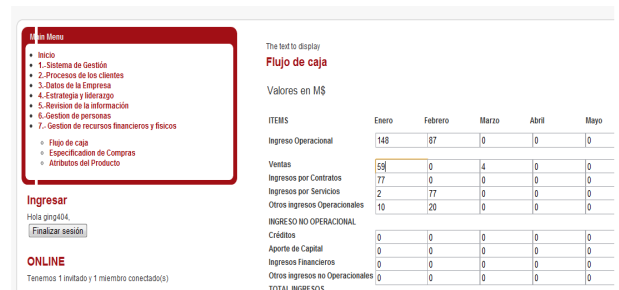 Main Menu
Inicio
1.-Sistema de Gestión
2.-Procesos de los clientes
3.-Datos de la Empresa
4.-Estrategia y liderazgo
5.-Revision de la información
6.-Gestion de personas
7.- Gestion de recursos financieros y fisicos
Flujo de caja
Especificadion de Compras
Atributos del Producto
Ingresar
Hola ging404,
Finalizar sesión
ONLINE
Tenemos 1 invitado y 1 miembro conectado(s)
The text to display
Flujo de caja
Valores en M$
ITEMS Enero Febrero Marzo Abril Mayo
Ingreso Operacional 148 87 0 0 0
Ventas 59 0 4 0 0
Ingresos por Contratos 77 0 0 0 0
Ingresos por Servicios 2 77 0 0 0
Otros ingresos Operacionales 10 20 0 0 0
INGRESO NO OPERACIONAL
Créditos 0 0 0 0 0
Aporte de Capital 0 0 0 0 0
Ingresos Financieros 0 0 0 0 0
Otros ingresos no Operacionales 0 0 0 0 0
TOTAL INGRESOS